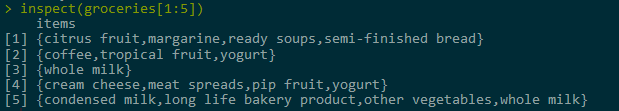 > inspect(groceries[1:5])
items
[1] {citrus fruit,margarine,ready soups,semi-finished bread}
[2] {coffee,tropical fruit,yogurt}
[3] {whole milk}
[4] {cream cheese,meat spreads,pip fruit,yogurt}
[5] {condensed milk,long life bakery product,other vegetables,whole milk}